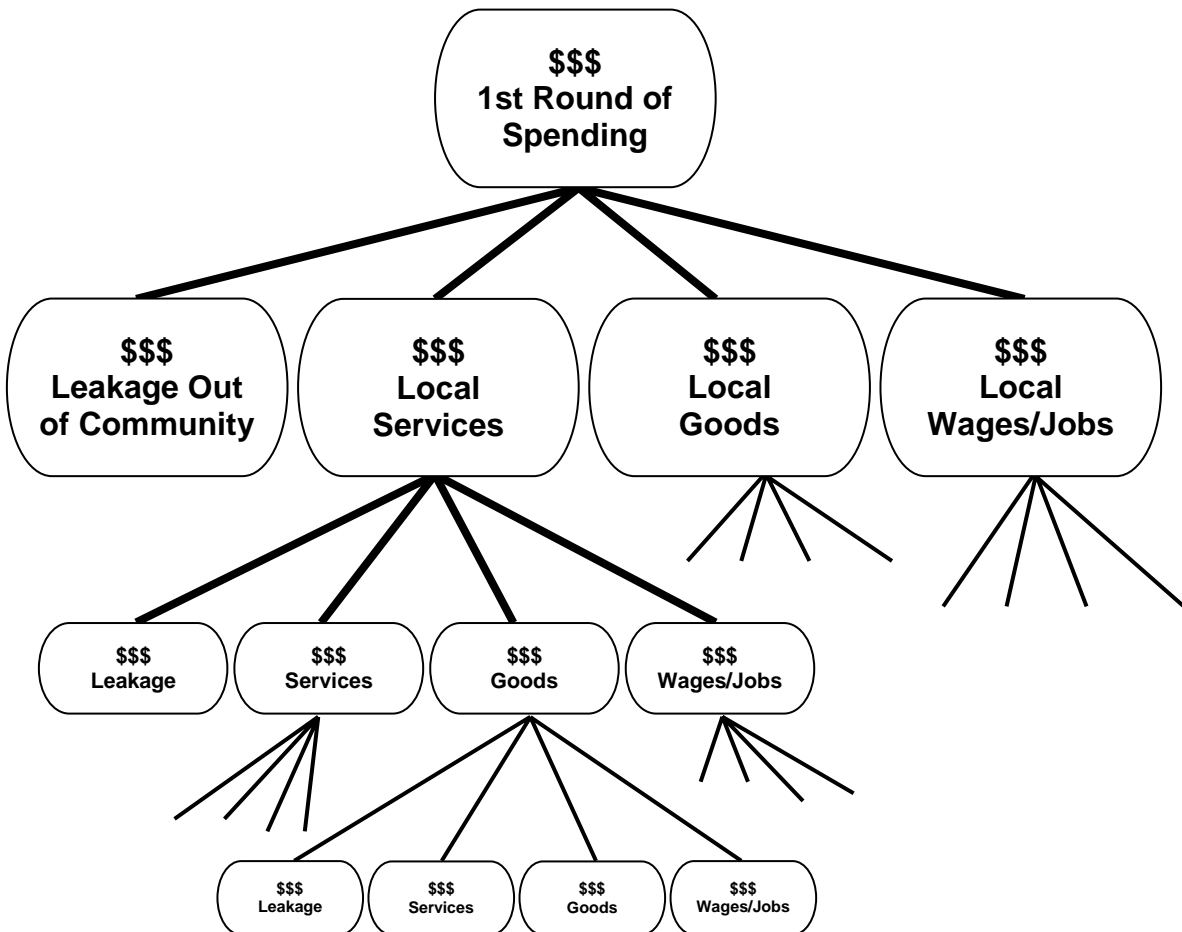 $$$
1st Round of
Spending
$$$
Leakage Out
of Community
$$$
Local
Services
$$$
Local
Goods
$$$
Local
Wages/Jobs
$$$
Leakage
$$$
Services
$$$
Goods
$$$
Wages/Jobs
$$$
Leakage
$$$
Services
$$$
Goods
$$$
Wages/Jobs